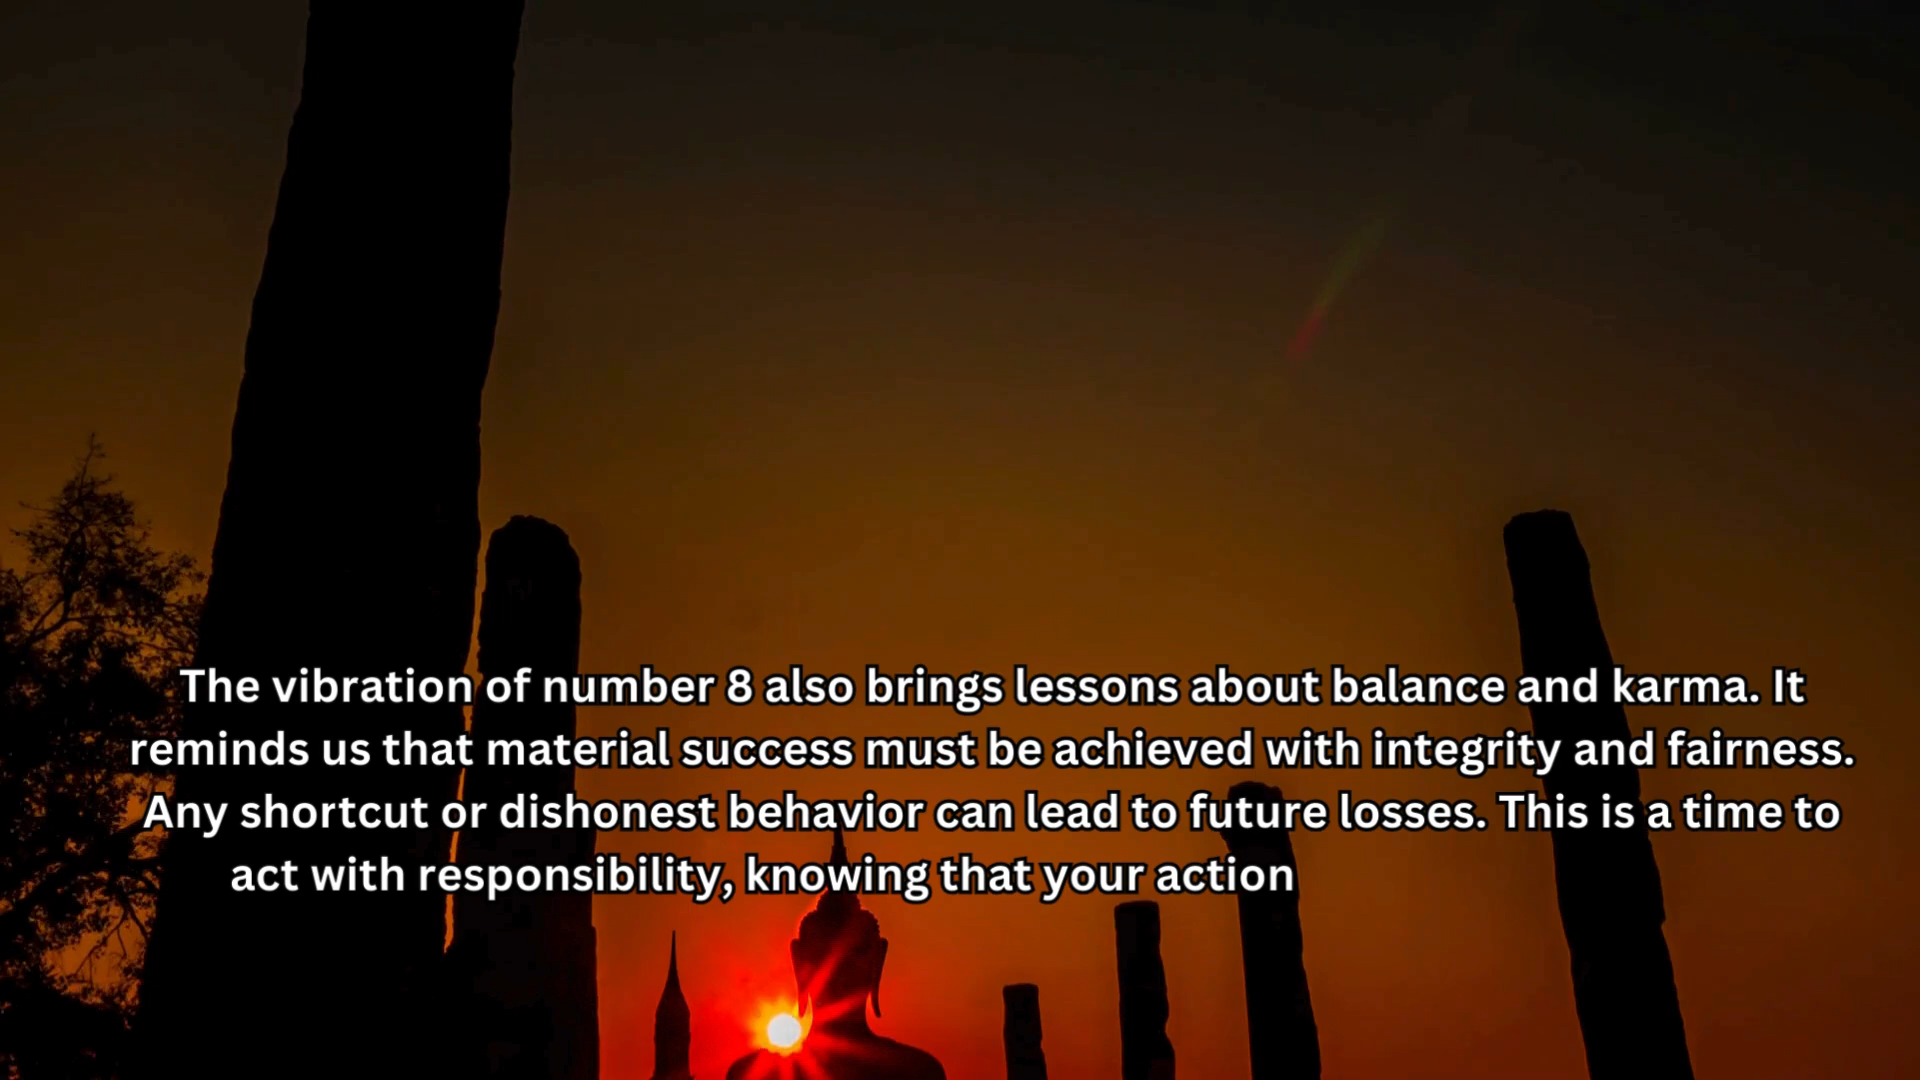 The vibration of number 8 also brings lessons about balance and karma. It
reminds us that material success must be achieved with integrity and fairness.
Any shortcut or dishonest behavior can lead to future losses. This is a time to
act with responsibility, knowing that your action